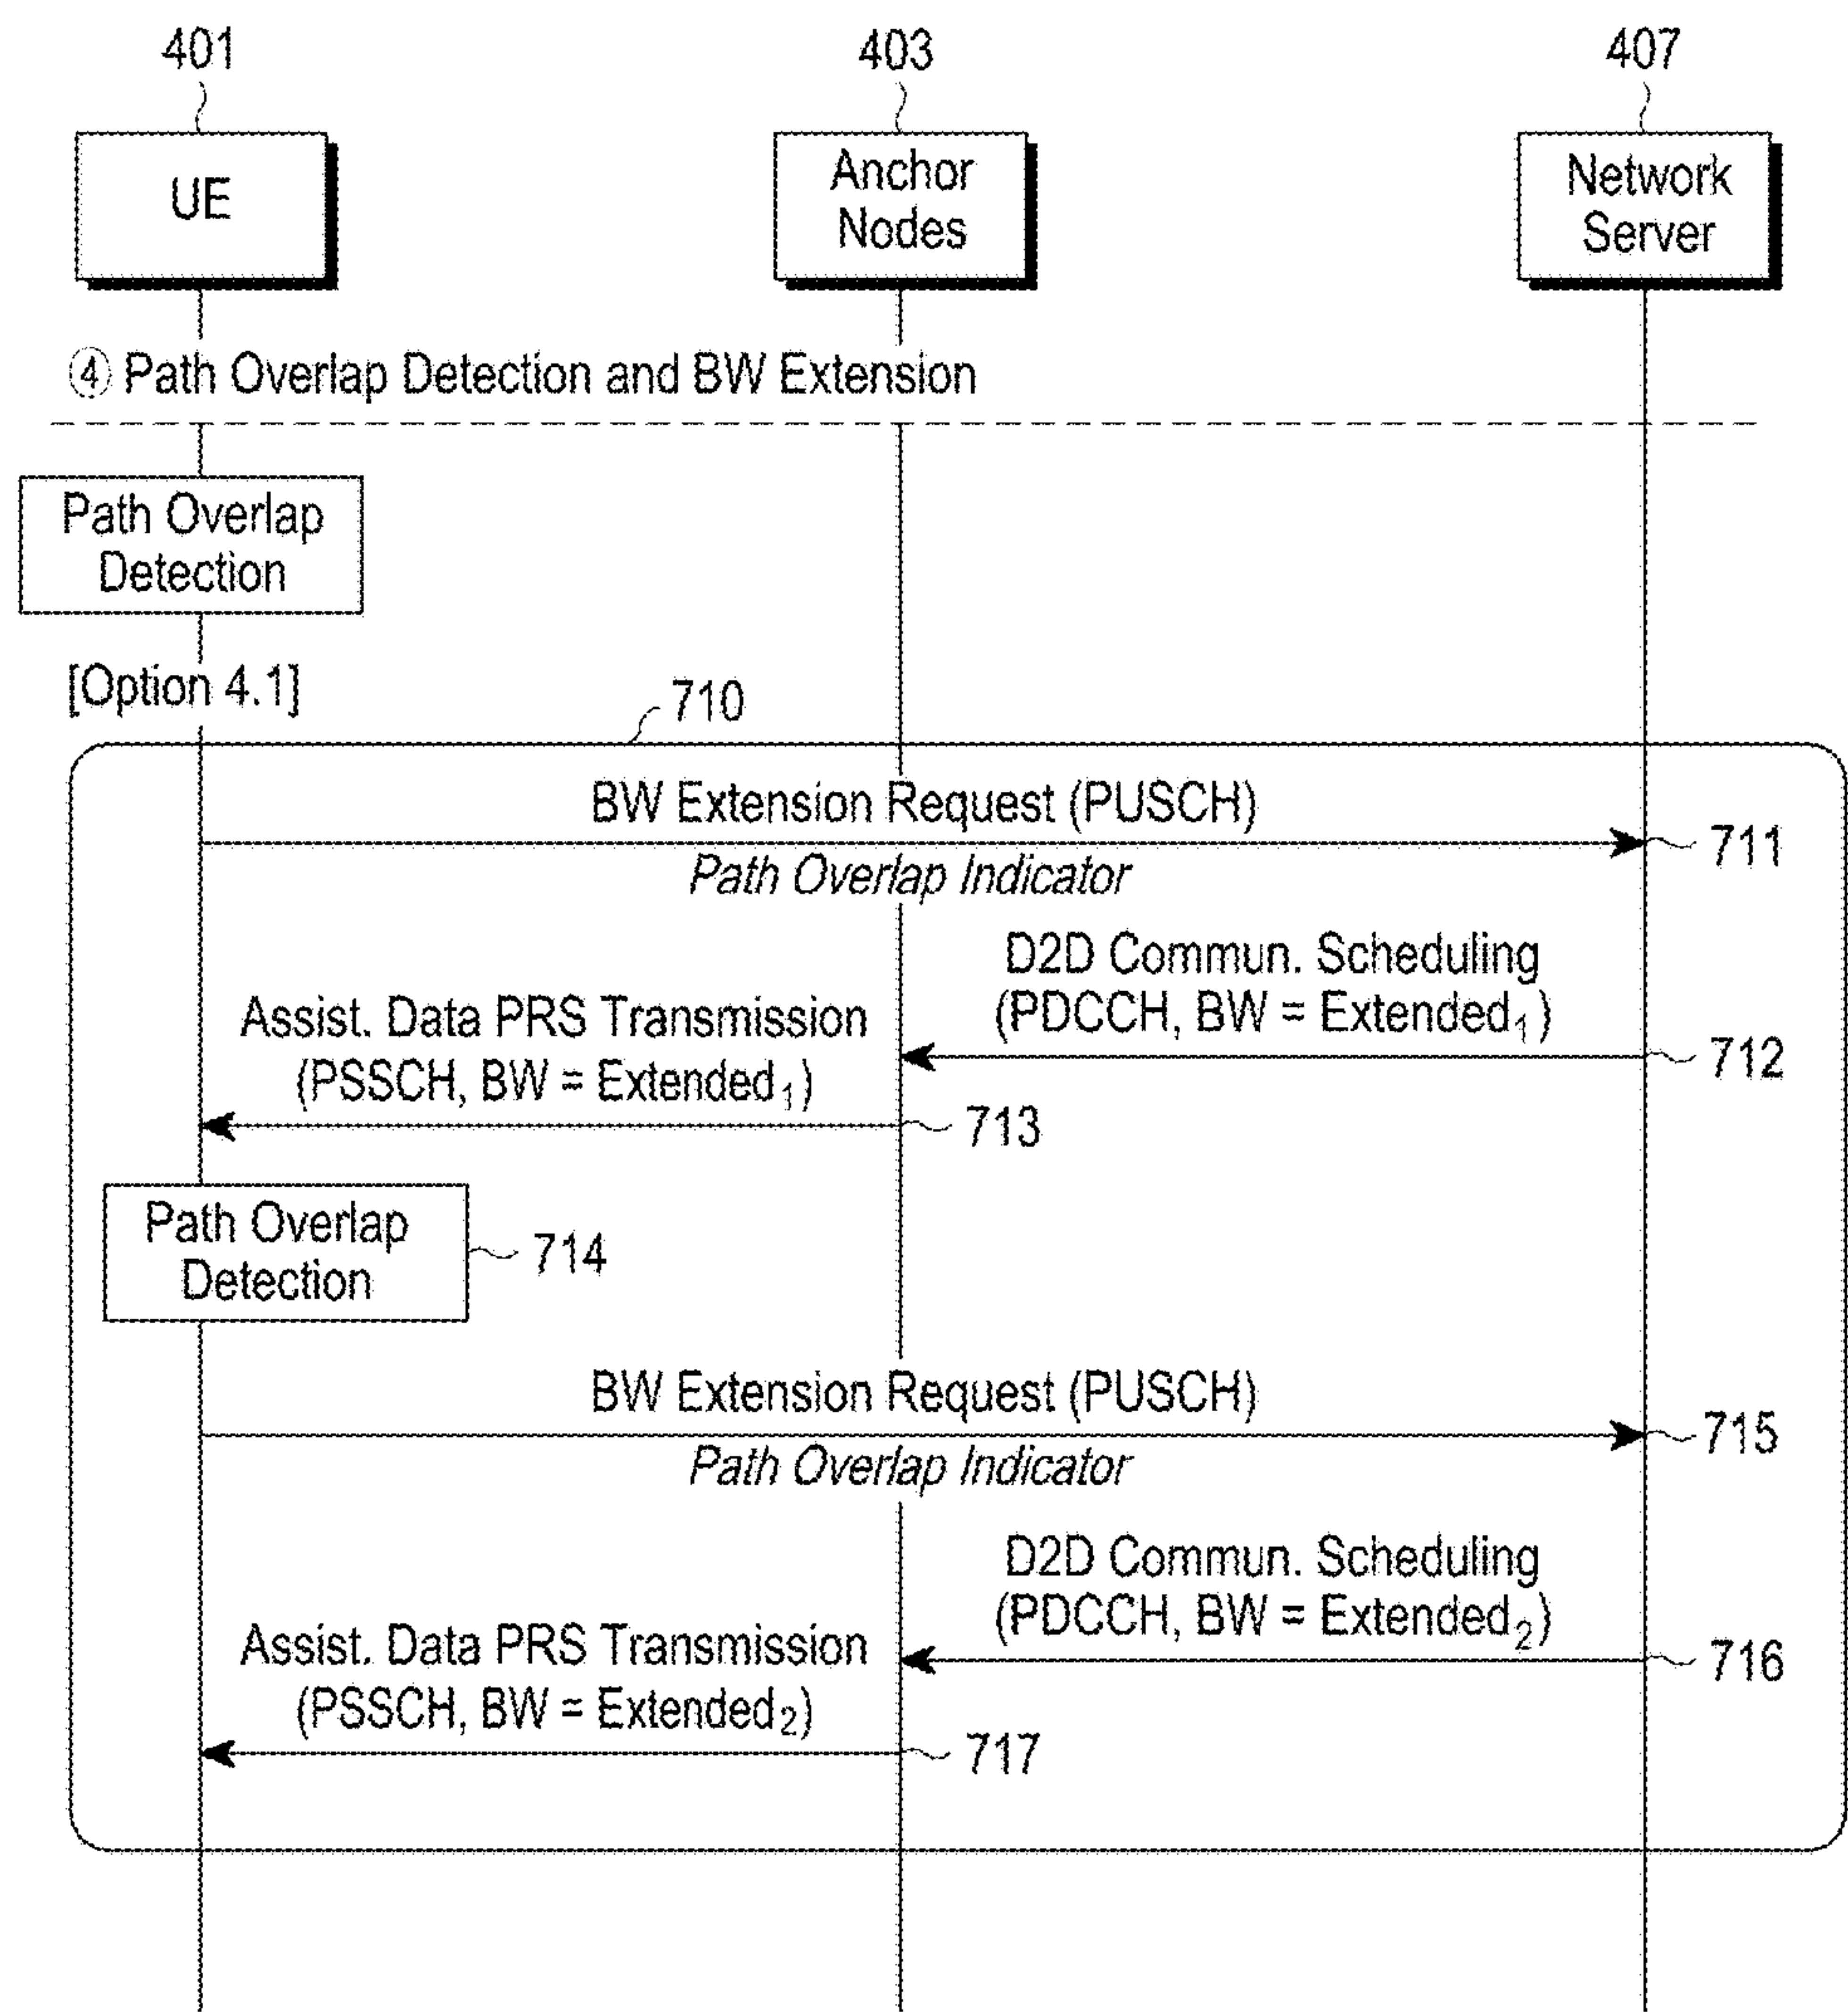 401
403
407
UE
Anchor
Nodes
Network
Server
④ Path Overlap Detection and BW Extension
Path Overlap
Detection
[Option 4.1]
710
BW Extension Request (PUSCH)
711
Path Overlap Indicator
D2D Commun. Scheduling
(PDCCH, BW = Extended₁)
712
Assist. Data PRS Transmission
(PSSCH, BW = Extended₁)
713
Path Overlap
Detection
714
BW Extension Request (PUSCH)
715
Path Overlap Indicator
D2D Commun. Scheduling
(PDCCH, BW = Extended₂)
716
Assist. Data PRS Transmission
(PSSCH, BW = Extended₂)
717